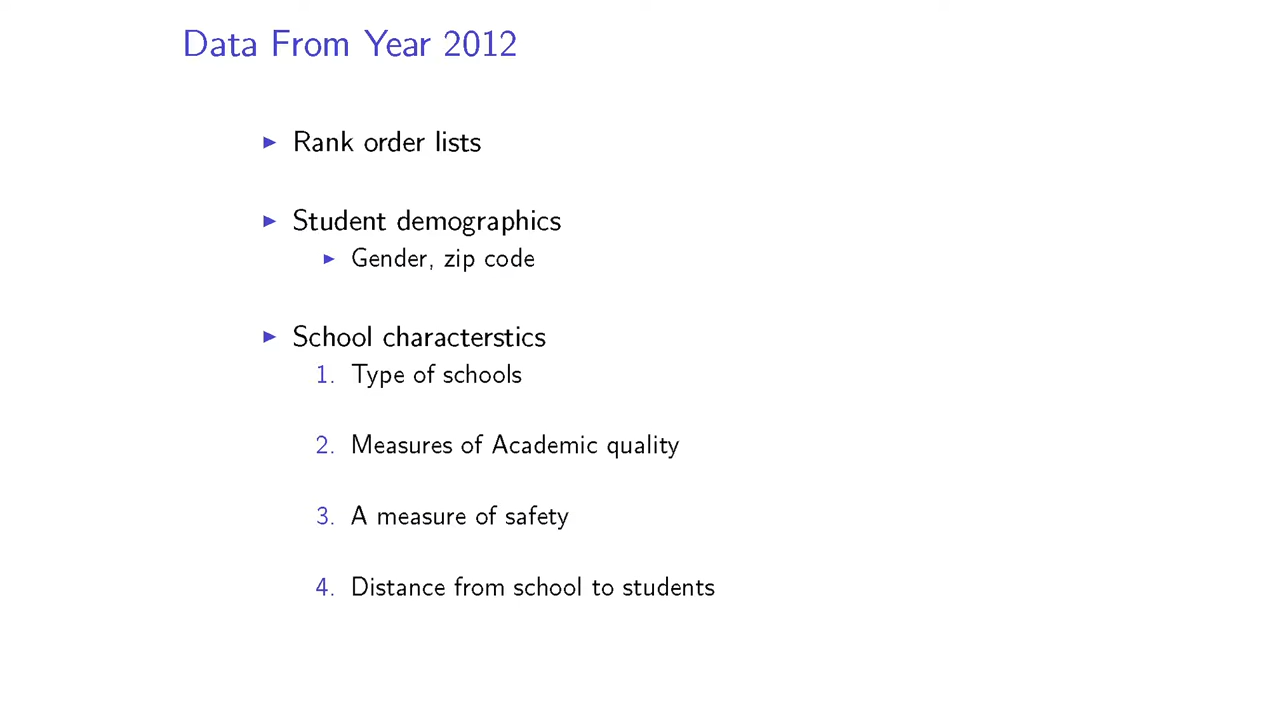 Data From Year 2012
Rank order lists
Student demographics
Gender, zip code
School characterstics
1. Type of schools
2. Measures of Academic quality
3. A measure of safety
4. Distance from school to students